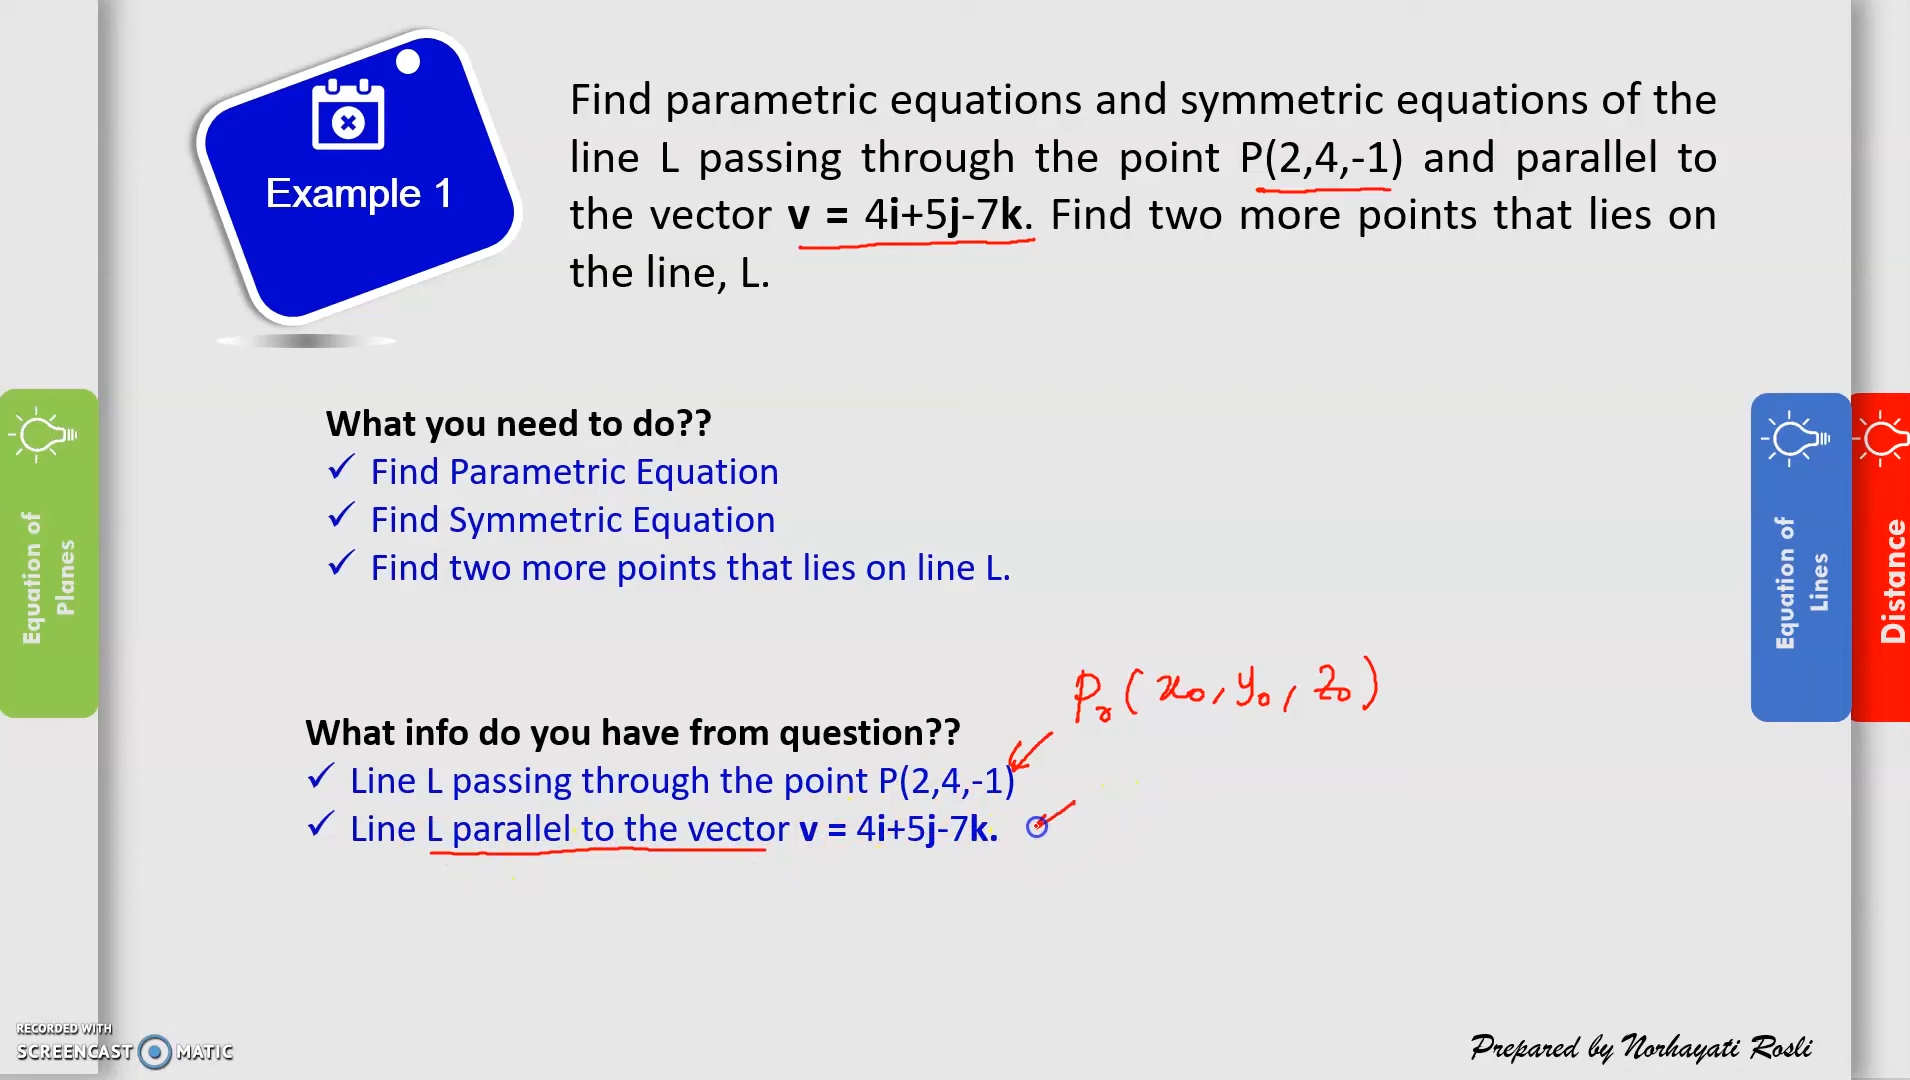 Example 1
Find parametric equations and symmetric equations of the
line L passing through the point P(2,4,-1) and parallel to
the vector v = 4i+5j-7k. Find two more points that lies on
the line, L.
What you need to do??
✓ Find Parametric Equation
✓ Find Symmetric Equation
✓ Find two more points that lies on line L.
P₀(x₀, y₀, z₀)
What info do you have from question??
✓ Line L passing through the point P(2,4,-1)
✓ Line L parallel to the vector v = 4i+5j-7k.
Equation of
Planes
Equation of
Lines
Distance
RECORDED WITH
SCREENCAST MATIC
Prepared by Norhayati Rosli